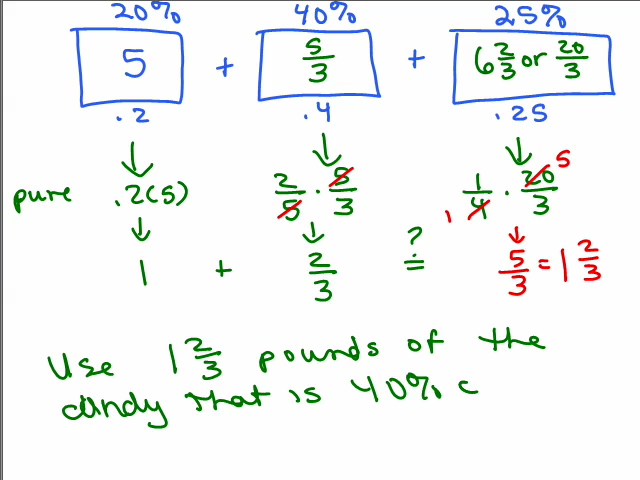 20% 40% 25%
5 + 5/3 + 6 2/3 or 20/3
.2 .4 .25
pure .2(5) 2/5 · 5/3 1/4 · 20/3 1 5
1 + 2/3 ≟ 5/3 = 1 2/3
Use 1 2/3 pounds of the
candy that is 40% c